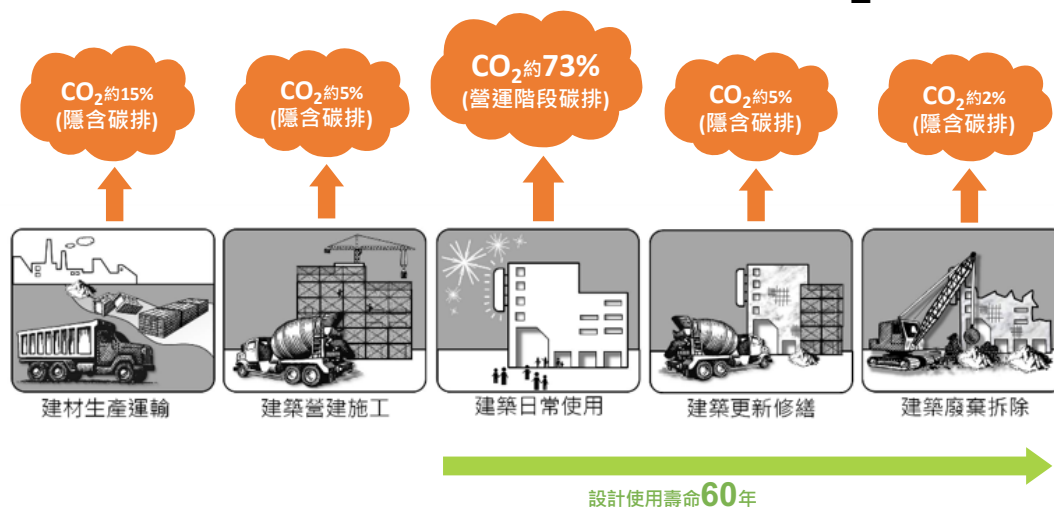 CO₂約15%
(隱含碳排)
CO₂約5%
(隱含碳排)
CO₂約73%
(營運階段碳排)
CO₂約5%
(隱含碳排)
CO₂約2%
(隱含碳排)
建材生產運輸
建築營建施工
建築日常使用
建築更新修繕
建築廢棄拆除
設計使用壽命60年